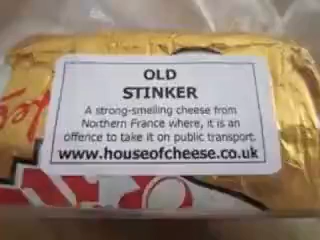 OLD
STINKER
A strong-smelling cheese from
Northern France where, it is an
offence to take it on public transport.
www.houseofcheese.co.uk